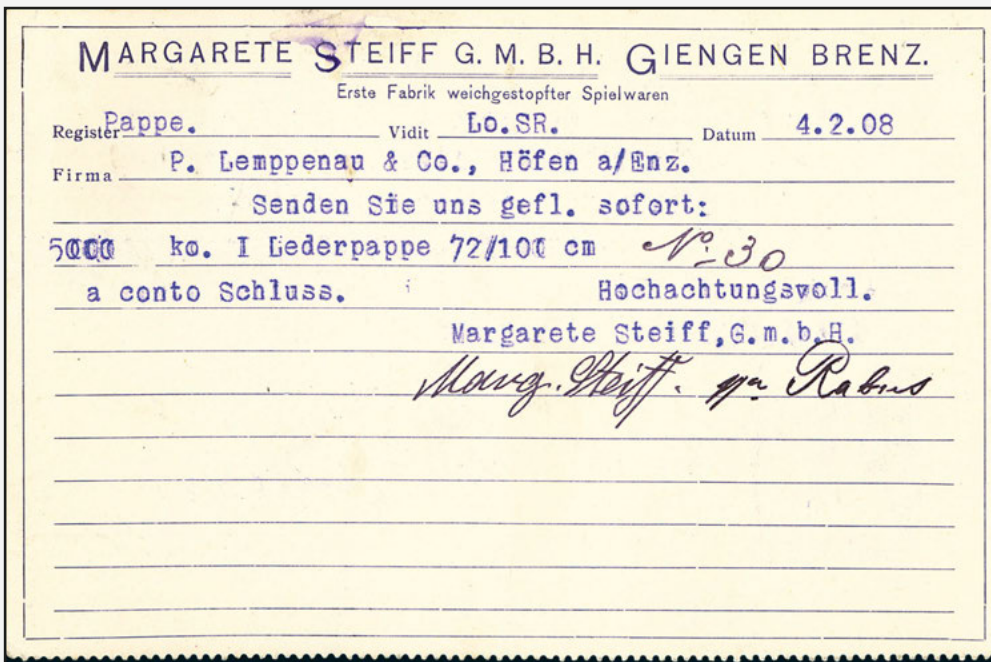 MARGARETE STEIFF G. M. B. H. GIENGEN BRENZ.
Erste Fabrik weichgestopfter Spielwaren
Register Pappe. Vidit Lo.SR. Datum 4.2.08
Firma P. Lemppenau & Co., Höfen a/Enz.
Senden Sie uns gefl. sofort:
5000 ko. I Lederpappe 72/100 cm No. 30
a conto Schluss. Hochachtungsvoll.
Margarete Steiff,G.m.b.H.
Marg. Steiff. ppa Rabus